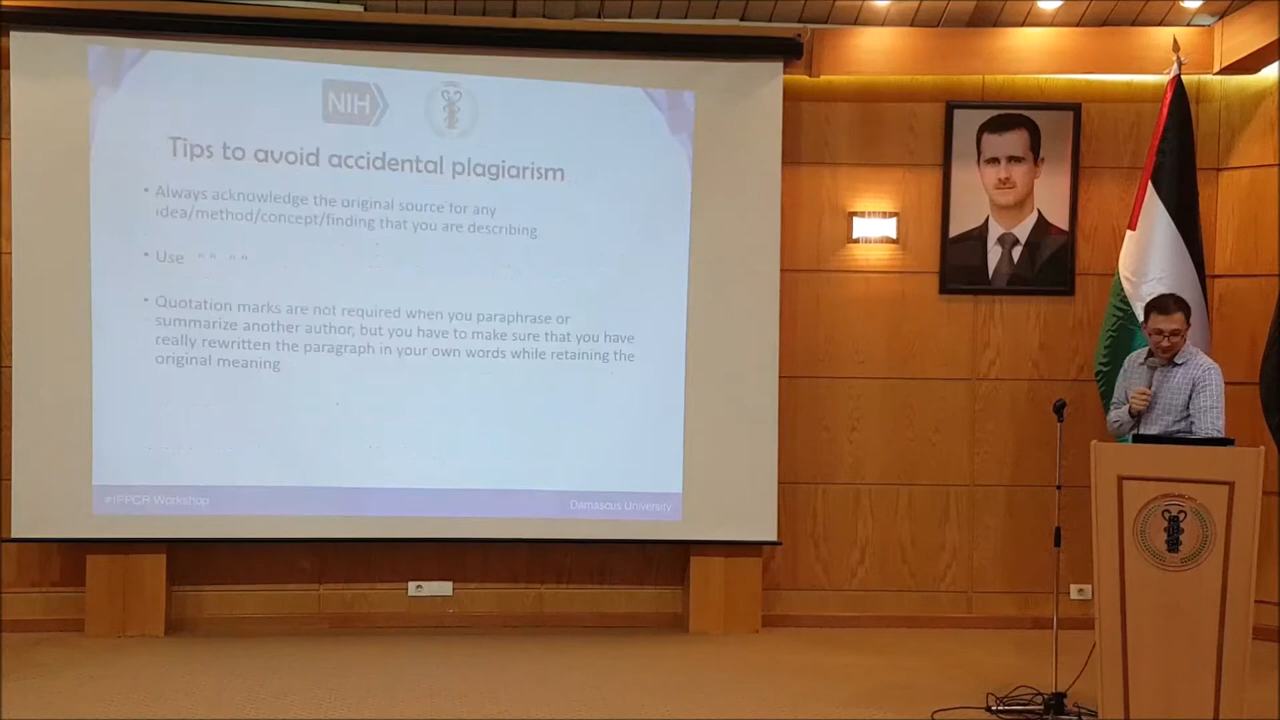 NIH
Tips to avoid accidental plagiarism
• Always acknowledge the original source for any
idea/method/concept/finding that you are describing
• Use “ ” “ ”
• Quotation marks are not required when you paraphrase or
summarize another author, but you have to make sure that you have
really rewritten the paragraph in your own words while retaining the
original meaning
#IPPCR Workshop
Damascus University